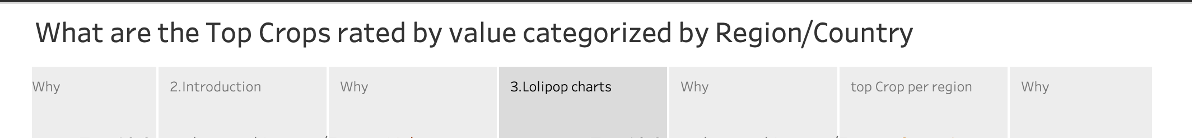 What are the Top Crops rated by value categorized by Region/Country
Why 2.Introduction Why 3.Lolipop charts Why top Crop per region Why